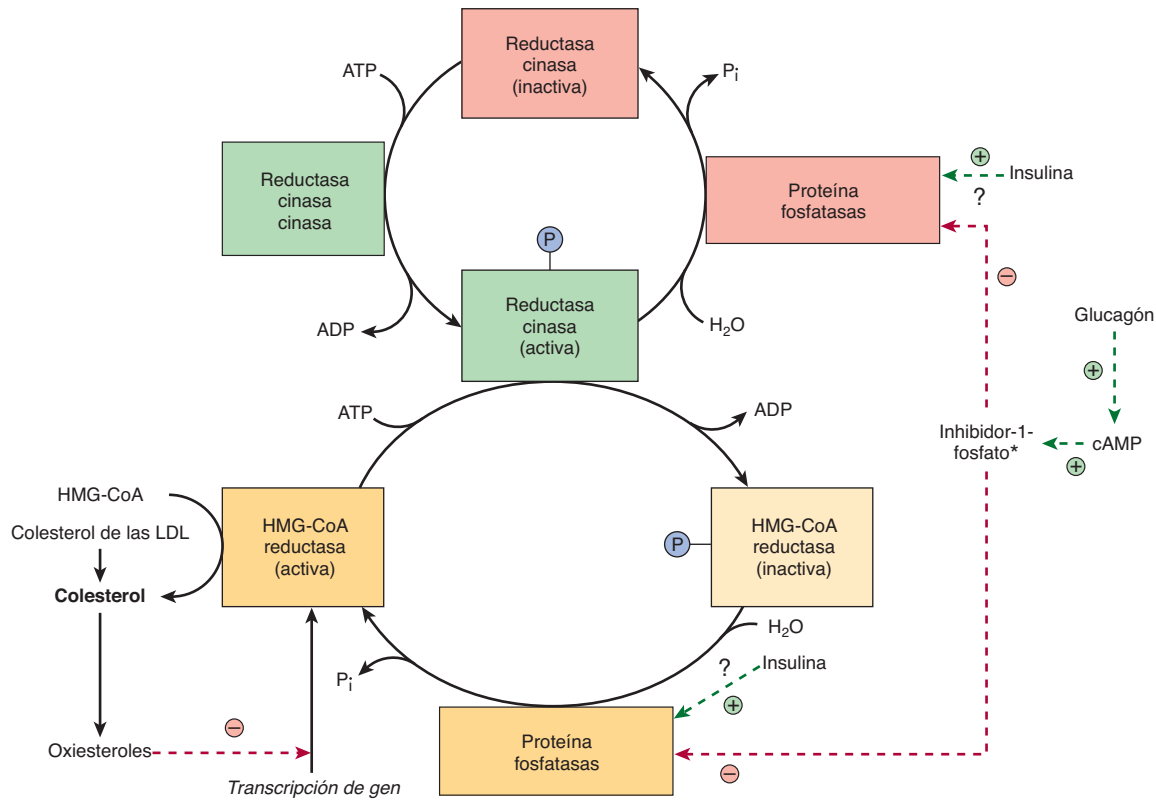 Reductasa
cinasa
(inactiva)
ATP
Pi
Reductasa
cinasa
cinasa
Proteína
fosfatasas
+
Insulina
?
P
−
Reductasa
cinasa
(activa)
ADP
H2O
Glucagón
+
ATP
ADP
Inhibidor-1-
fosfato*
cAMP
+
HMG-CoA
Colesterol de las LDL
Colesterol
HMG-CoA
reductasa
(activa)
P
HMG-CoA
reductasa
(inactiva)
H2O
Pi
?
Insulina
+
−
Oxiesteroles
Proteína
fosfatasas
−
Transcripción de gen